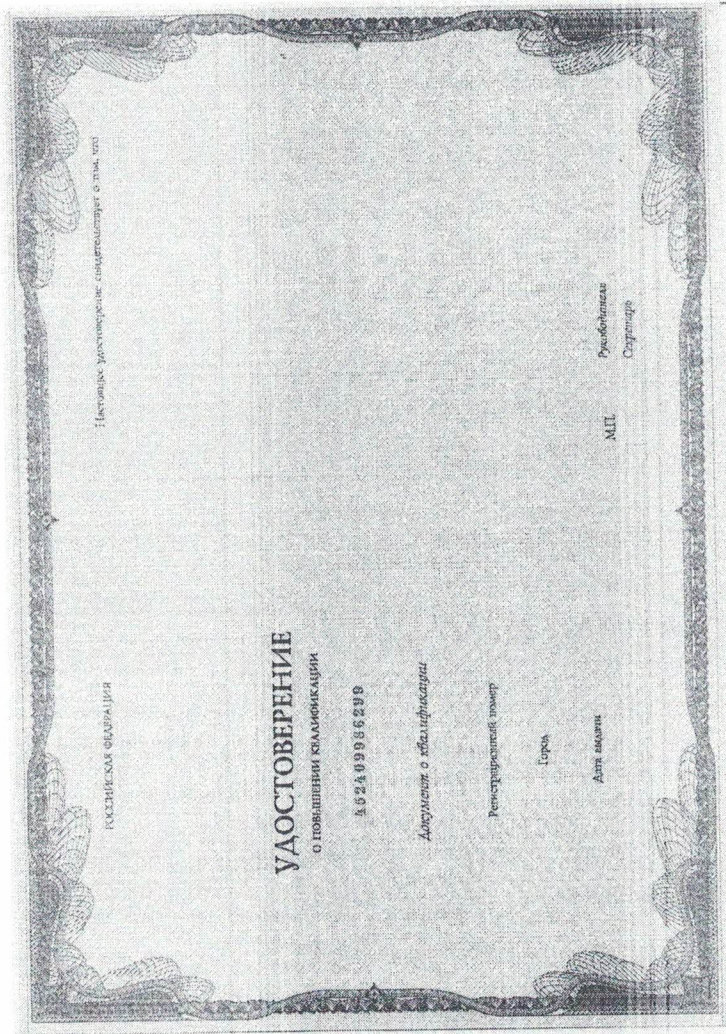 РОССИЙСКАЯ ФЕДЕРАЦИЯ
УДОСТОВЕРЕНИЕ
О ПОВЫШЕНИИ КВАЛИФИКАЦИИ
452409986299
Документ о квалификации
Регистрационный номер
Город
Дата выдачи
Настоящее удостоверение свидетельствует о том, что
М.П.
Руководитель
Секретарь